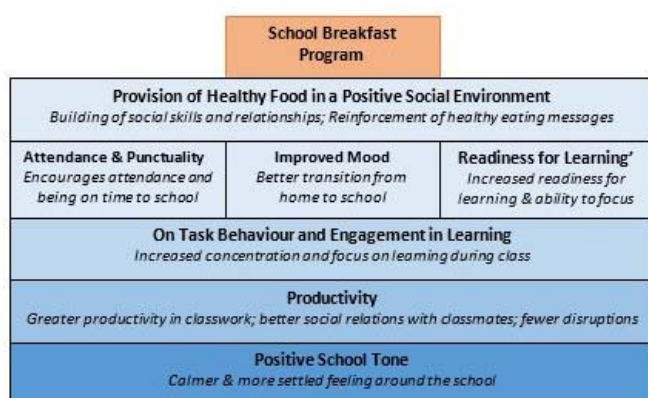 School Breakfast
Program
Provision of Healthy Food in a Positive Social Environment
Building of social skills and relationships; Reinforcement of healthy eating messages
Attendance & Punctuality
Encourages attendance and
being on time to school
Improved Mood
Better transition from
home to school
Readiness for Learning'
Increased readiness for
learning & ability to focus
On Task Behaviour and Engagement in Learning
Increased concentration and focus on learning during class
Productivity
Greater productivity in classwork; better social relations with classmates; fewer disruptions
Positive School Tone
Calmer & more settled feeling around the school